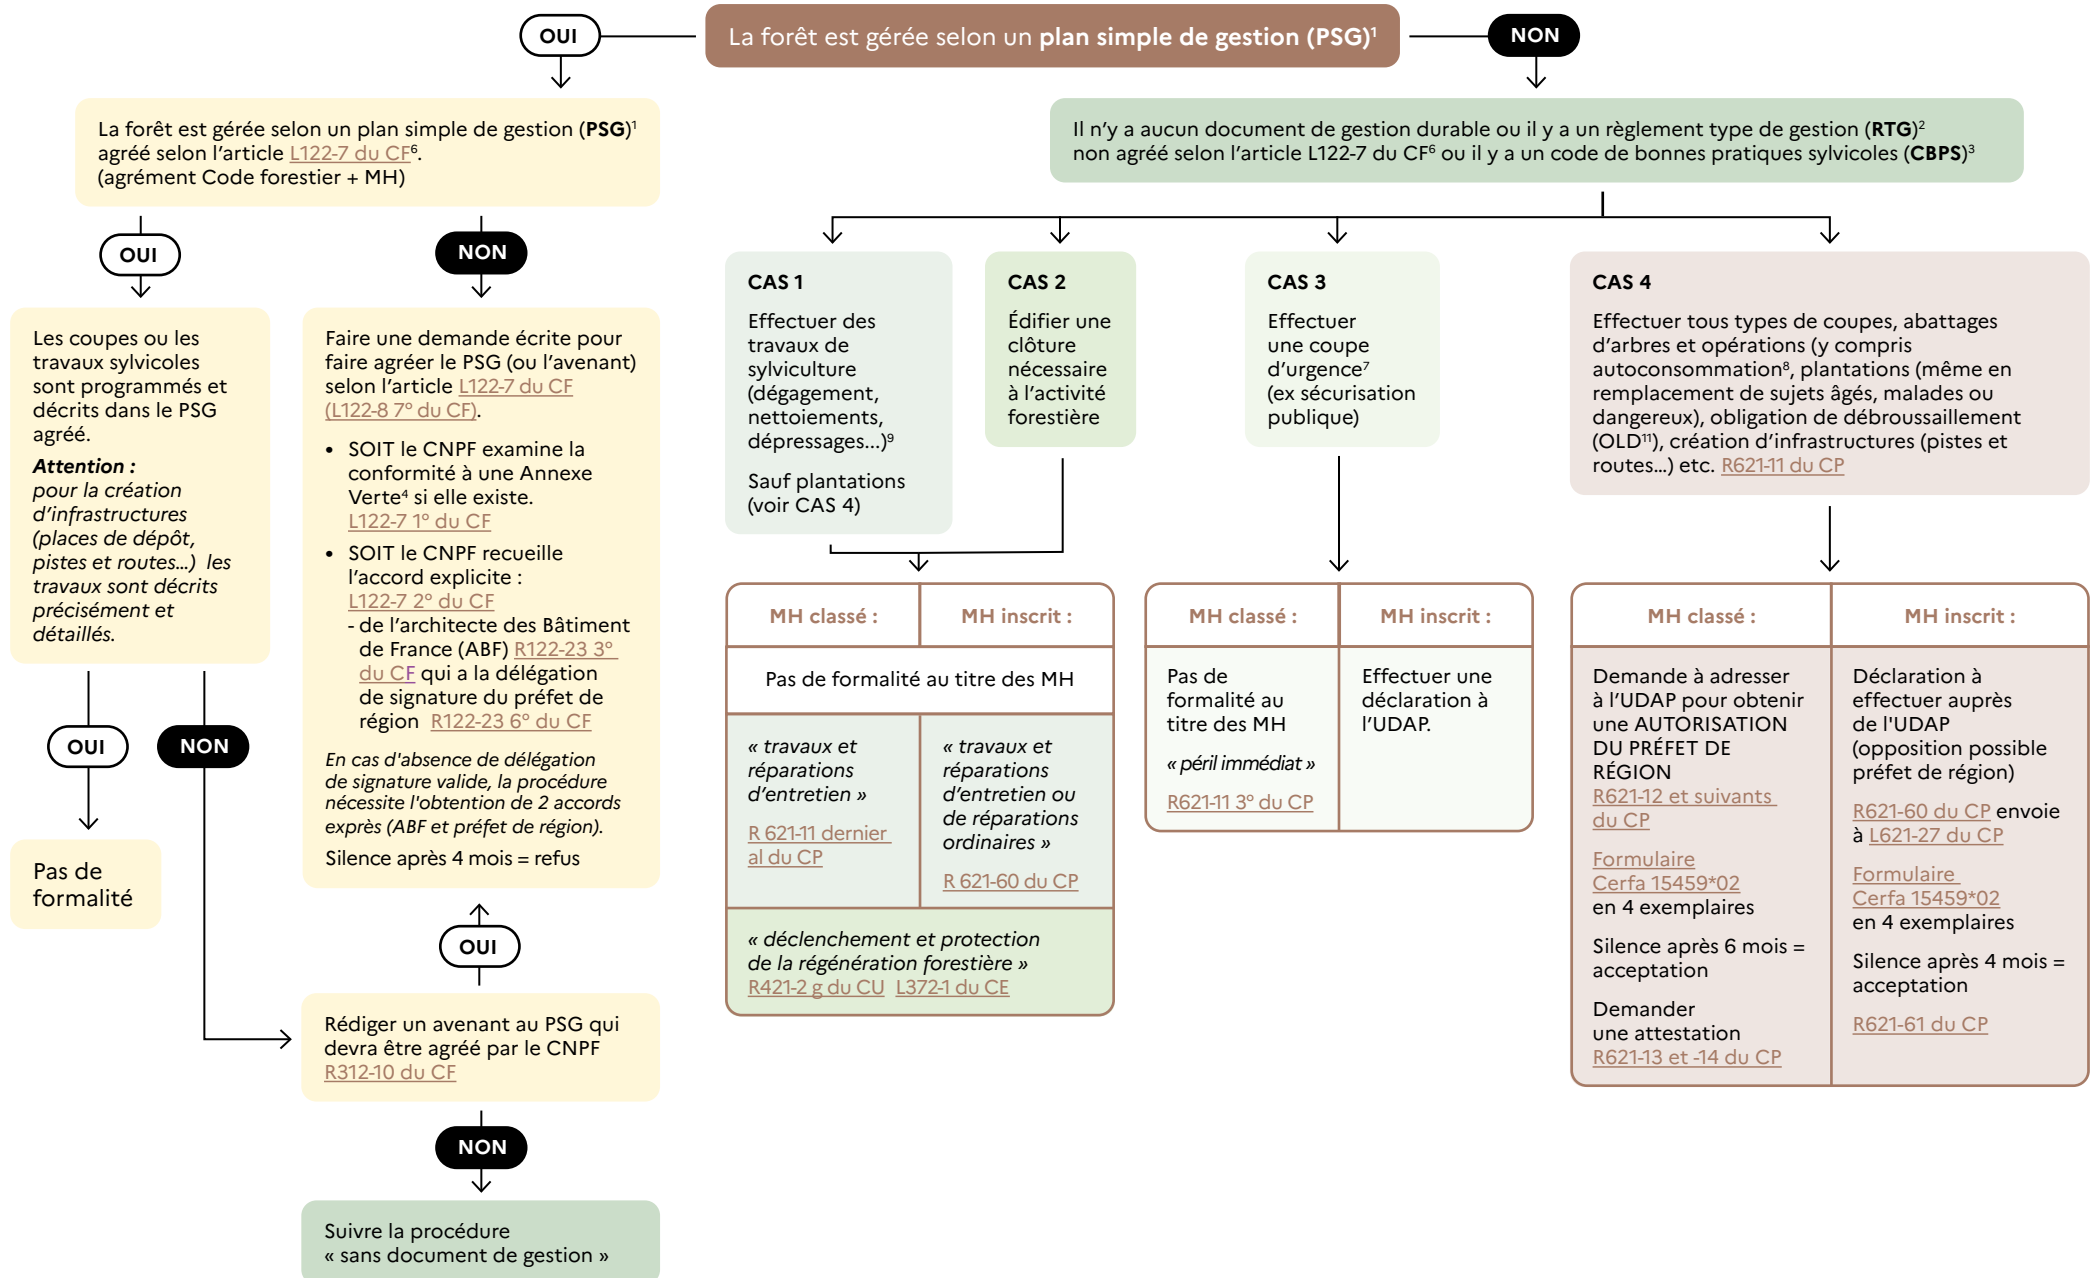 OUI
La forêt est gérée selon un plan simple de gestion (PSG)¹
NON
La forêt est gérée selon un plan simple de gestion (PSG)¹
agréé selon l’article L122-7 du CF⁶.
(agrément Code forestier + MH)
OUI
NON
Les coupes ou les
travaux sylvicoles
sont programmés et
décrits dans le PSG
agréé.
Attention :
pour la création
d’infrastructures
(places de dépôt,
pistes et routes...) les
travaux sont décrits
précisément et
détaillés.
OUI
NON
Pas de
formalité
Faire une demande écrite pour
faire agréer le PSG (ou l’avenant)
selon l’article L122-7 du CF
(L122-8 7° du CF).
• SOIT le CNPF examine la
conformité à une Annexe
Verte⁴ si elle existe.
L122-7 1° du CF
• SOIT le CNPF recueille
l’accord explicite :
L122-7 2° du CF
- de l’architecte des Bâtiment
de France (ABF) R122-23 3°
du CF qui a la délégation
de signature du préfet de
région R122-23 6° du CF
En cas d'absence de délégation
de signature valide, la procédure
nécessite l'obtention de 2 accords
exprès (ABF et préfet de région).
Silence après 4 mois = refus
OUI
Rédiger un avenant au PSG qui
devra être agréé par le CNPF
R312-10 du CF
NON
Suivre la procédure
« sans document de gestion »
Il n’y a aucun document de gestion durable ou il y a un règlement type de gestion (RTG)²
non agréé selon l’article L122-7 du CF⁶ ou il y a un code de bonnes pratiques sylvicoles (CBPS)³
CAS 1
Effectuer des
travaux de
sylviculture
(dégagement,
nettoiements,
dépressages...)⁹
Sauf plantations
(voir CAS 4)
CAS 2
Édifier une
clôture
nécessaire
à l’activité
forestière
MH classé :
MH inscrit :
Pas de formalité au titre des MH
« travaux et
réparations
d’entretien »
R 621-11 dernier
al du CP
« travaux et
réparations
d’entretien ou
de réparations
ordinaires »
R 621-60 du CP
« déclenchement et protection
de la régénération forestière »
R421-2 g du CU L372-1 du CE
CAS 3
Effectuer
une coupe
d’urgence⁷
(ex sécurisation
publique)
MH classé :
MH inscrit :
Pas de
formalité au
titre des MH
« péril immédiat »
R621-11 3° du CP
Effectuer une
déclaration à
l’UDAP.
CAS 4
Effectuer tous types de coupes, abattages
d’arbres et opérations (y compris
autoconsommation⁸, plantations (même en
remplacement de sujets âgés, malades ou
dangereux), obligation de débroussaillement
(OLD¹¹), création d’infrastructures (pistes et
routes...) etc. R621-11 du CP
MH classé :
MH inscrit :
Demande à adresser
à l’UDAP pour obtenir
une AUTORISATION
DU PRÉFET DE
RÉGION
R621-12 et suivants
du CP
Formulaire
Cerfa 15459*02
en 4 exemplaires
Silence après 6 mois =
acceptation
Demander
une attestation
R621-13 et -14 du CP
Déclaration à
effectuer auprès
de l'UDAP
(opposition possible
préfet de région)
R621-60 du CP envoie
à L621-27 du CP
Formulaire
Cerfa 15459*02
en 4 exemplaires
Silence après 4 mois =
acceptation
R621-61 du CP